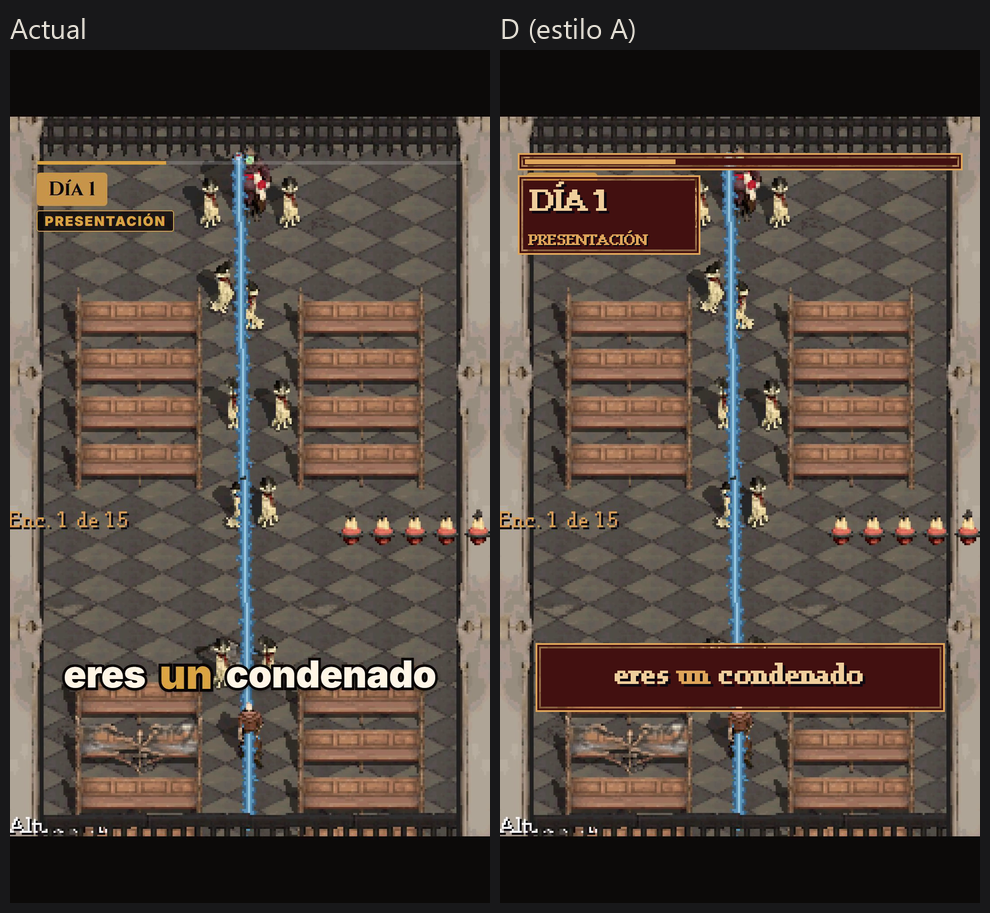 Actual
DÍA 1
PRESENTACIÓN
Enc. 1 de 15
eres un condenado
D (estilo A)
DÍA 1
PRESENTACIÓN
Enc. 1 de 15
eres un condenado